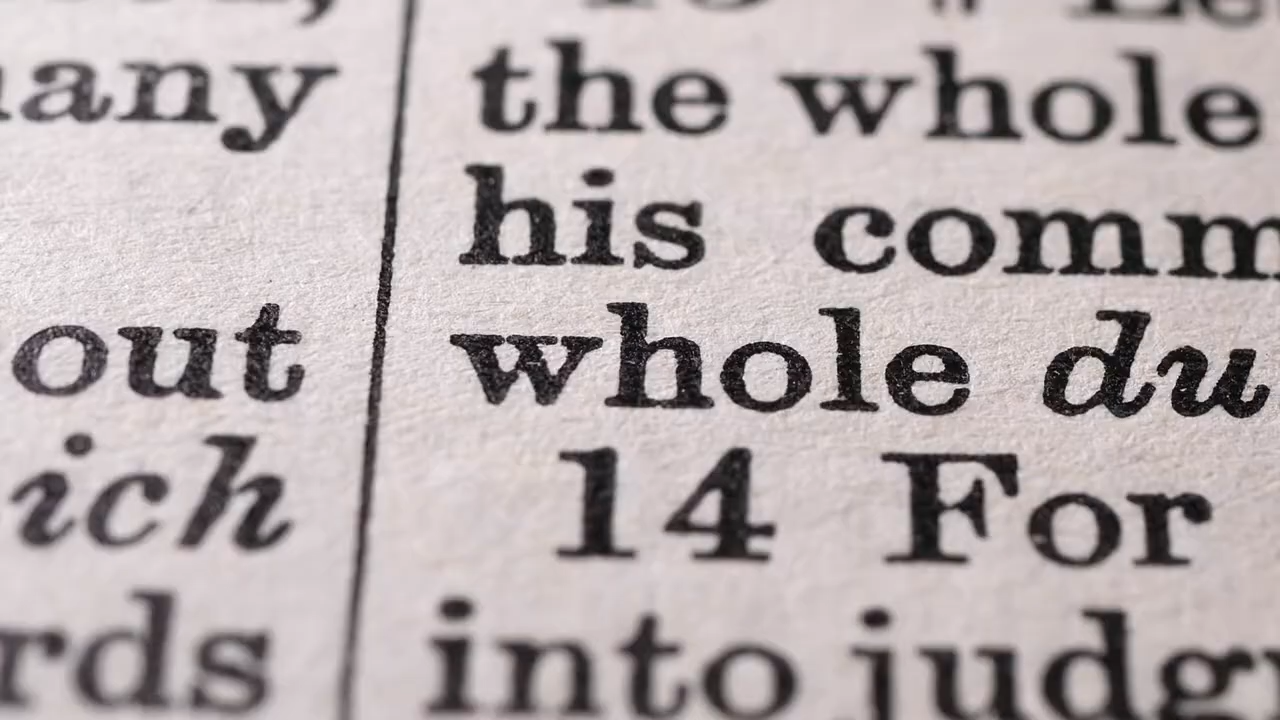 any
out
ich
rds
the whole
his comm
whole du
14 For
into judg